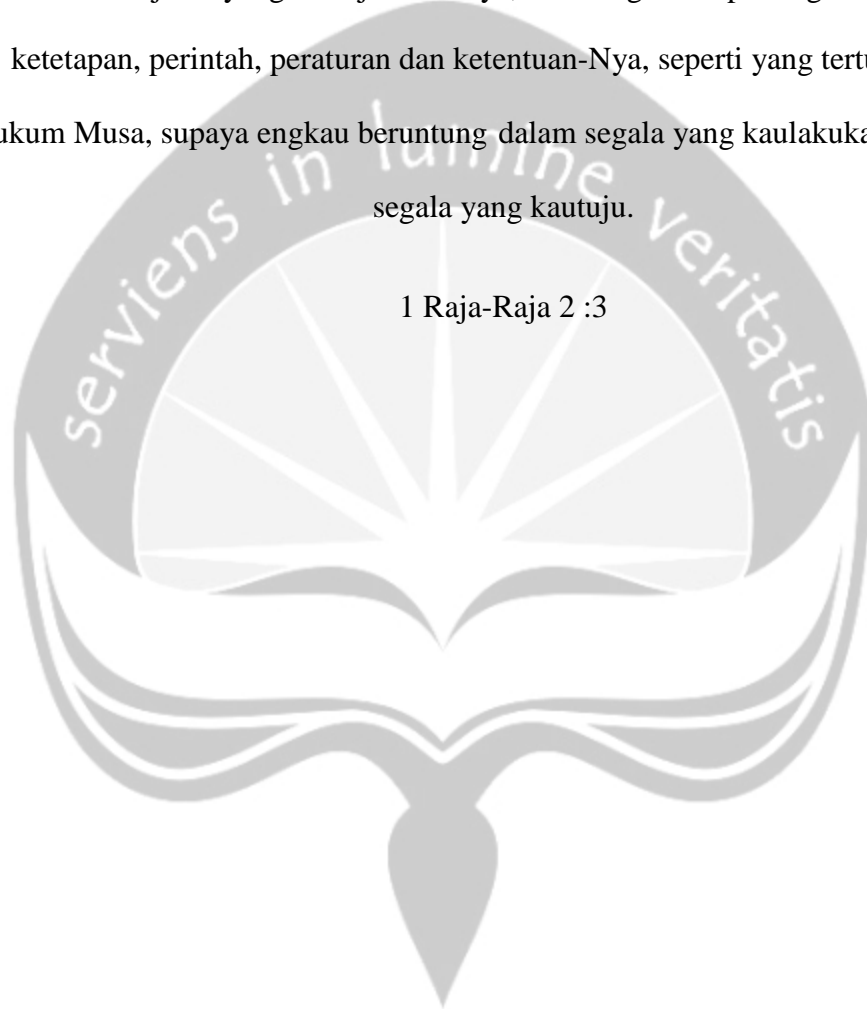 ketetapan, perintah, peraturan dan ketentuan-Nya, seperti yang
ukum Musa, supaya engkau beruntung dalam segala yang kaulakuka
segala yang kautuju.
1 Raja-Raja 2 :3
serviens in lumine veritatis